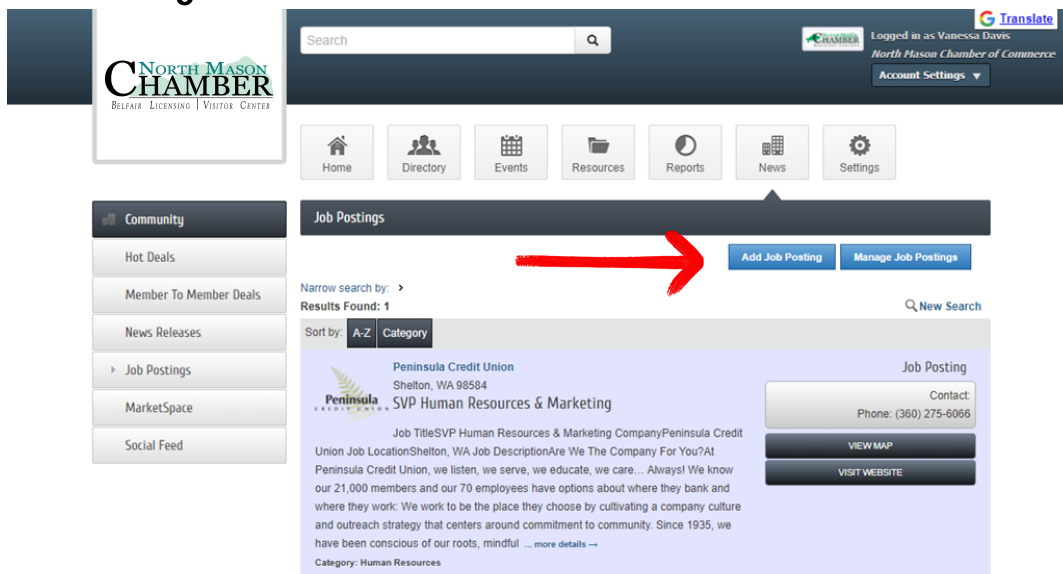 Translate
Search
CHAMBER
Logged in as Vanessa Davis
North Mason Chamber of Commerce
Account Settings ▼
NORTH MASON
CHAMBER
BELFAIR LICENSING | VISITOR CENTER
Home
Directory
Events
Resources
Reports
News
Settings
Community
Hot Deals
Member To Member Deals
News Releases
Job Postings
MarketSpace
Social Feed
Job Postings
Add Job Posting
Manage Job Postings
Narrow search by: ›
Results Found: 1
New Search
Sort by: A-Z Category
Peninsula
CREDIT UNION
Peninsula Credit Union
Shelton, WA 98584
SVP Human Resources & Marketing
Job TitleSVP Human Resources & Marketing CompanyPeninsula Credit
Union Job LocationShelton, WA Job DescriptionAre We The Company For You?At
Peninsula Credit Union, we listen, we serve, we educate, we care… Always! We know
our 21,000 members and our 70 employees have options about where they bank and
where they work: We work to be the place they choose by cultivating a company culture
and outreach strategy that centers around commitment to community. Since 1935, we
have been conscious of our roots, mindful ... more details →
Category: Human Resources
Job Posting
Contact:
Phone: (360) 275-6066
VIEW MAP
VISIT WEBSITE